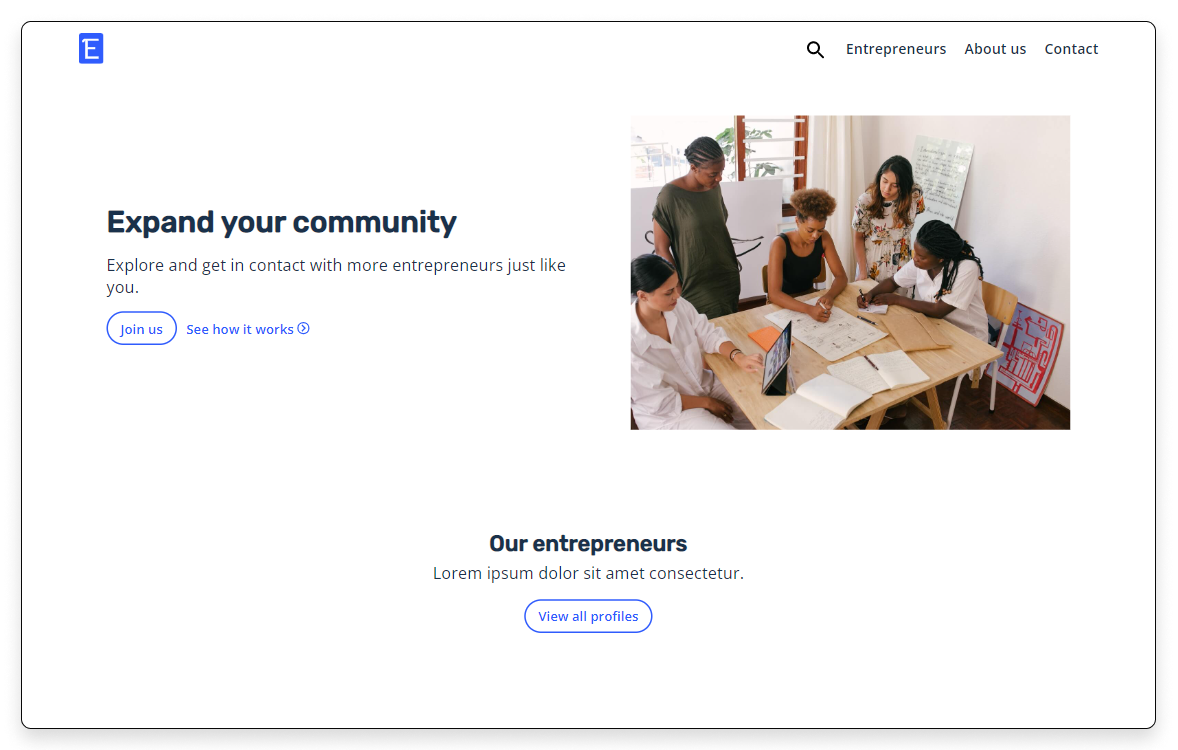 E
Entrepreneurs About us Contact
Expand your community
Explore and get in contact with more entrepreneurs just like
you.
Join us See how it works
Our entrepreneurs
Lorem ipsum dolor sit amet consectetur.
View all profiles